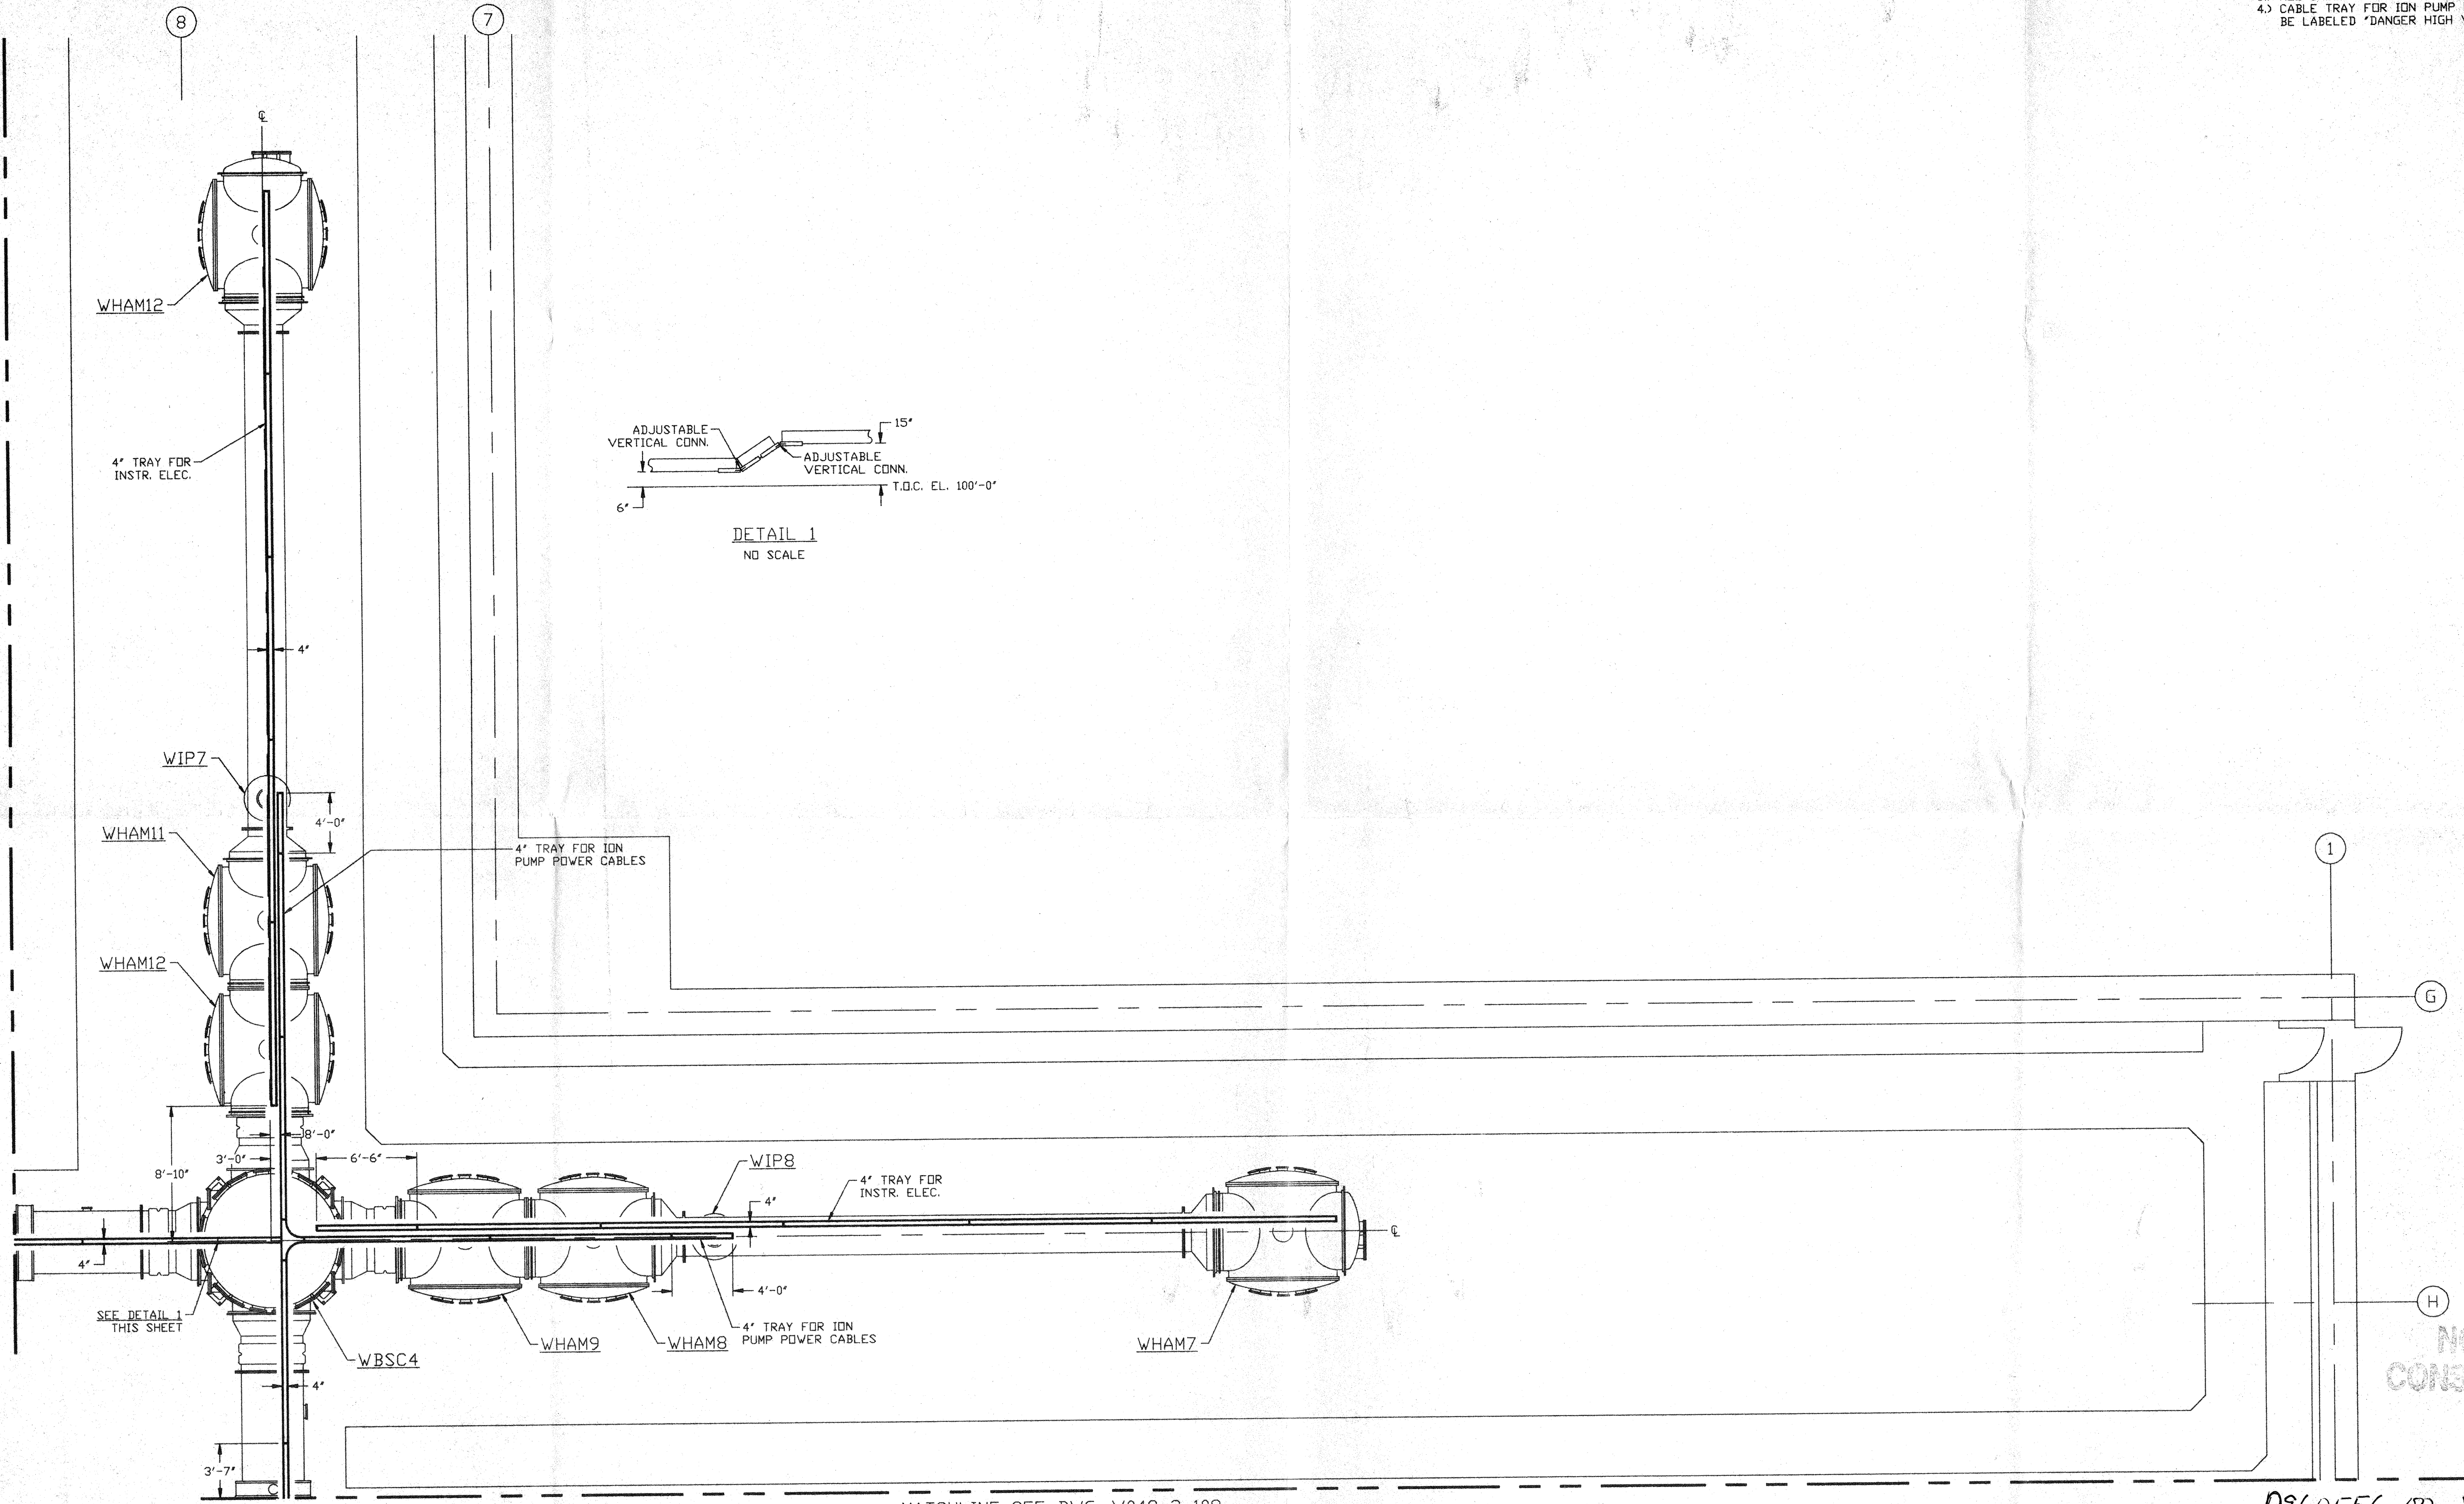 8
7
4.) CABLE TRAY FOR ION PUMP
BE LABELED "DANGER HIGH
℄
WHAM12
4" TRAY FOR
INSTR. ELEC.
ADJUSTABLE
VERTICAL CONN.
15"
ADJUSTABLE
VERTICAL CONN.
T.O.C. EL. 100'-0"
6"
DETAIL 1
NO SCALE
4"
WIP7
4'-0"
WHAM11
4" TRAY FOR ION
PUMP POWER CABLES
1
WHAM12
G
8'-0"
3'-0"
6'-6"
8'-10"
WIP8
4" TRAY FOR
INSTR. ELEC.
4"
℄
4"
4'-0"
SEE DETAIL 1
THIS SHEET
4" TRAY FOR ION
PUMP POWER CABLES
WHAM9
WHAM8
WHAM7
H
WBSC4
4"
3'-7"